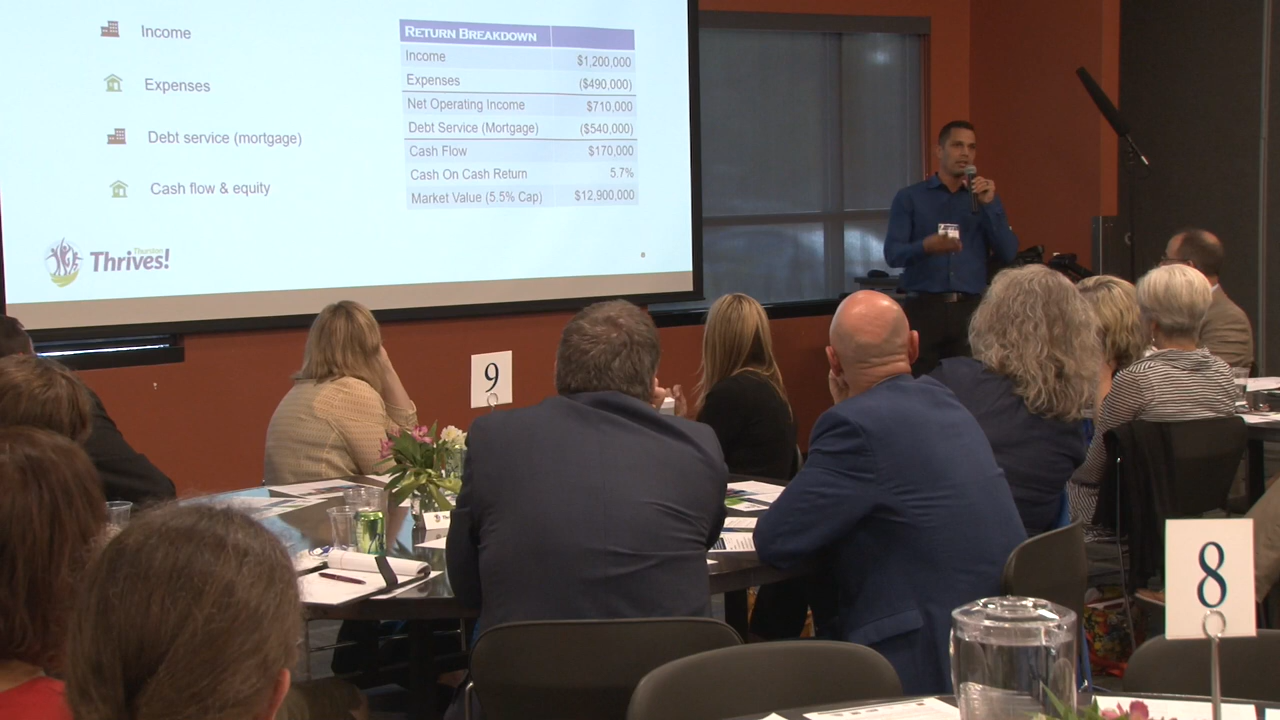 Income
Expenses
Debt service (mortgage)
Cash flow & equity
RETURN BREAKDOWN
Income $1,200,000
Expenses ($490,000)
Net Operating Income $710,000
Debt Service (Mortgage) ($540,000)
Cash Flow $170,000
Cash On Cash Return 5.7%
Market Value (5.5% Cap) $12,900,000
Thurston
Thrives!
9
8